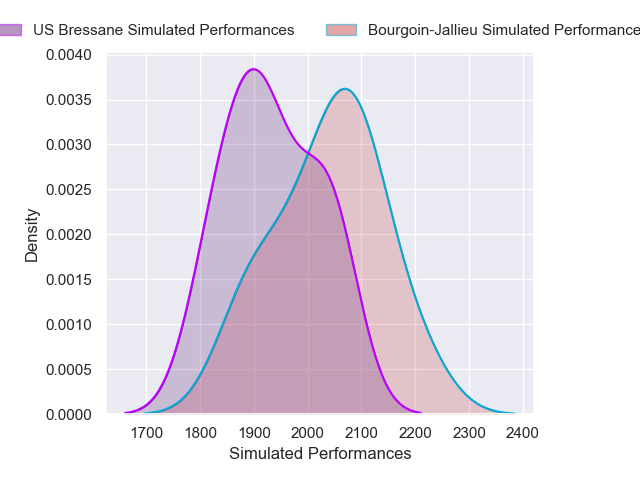 US Bressane Simulated Performances
Bourgoin-Jallieu Simulated Performance
0.0040
0.0035
0.0030
0.0025
0.0020
0.0015
0.0010
0.0005
0.0000
Density
1700 1800 1900 2000 2100 2200 2300 2400
Simulated Performances